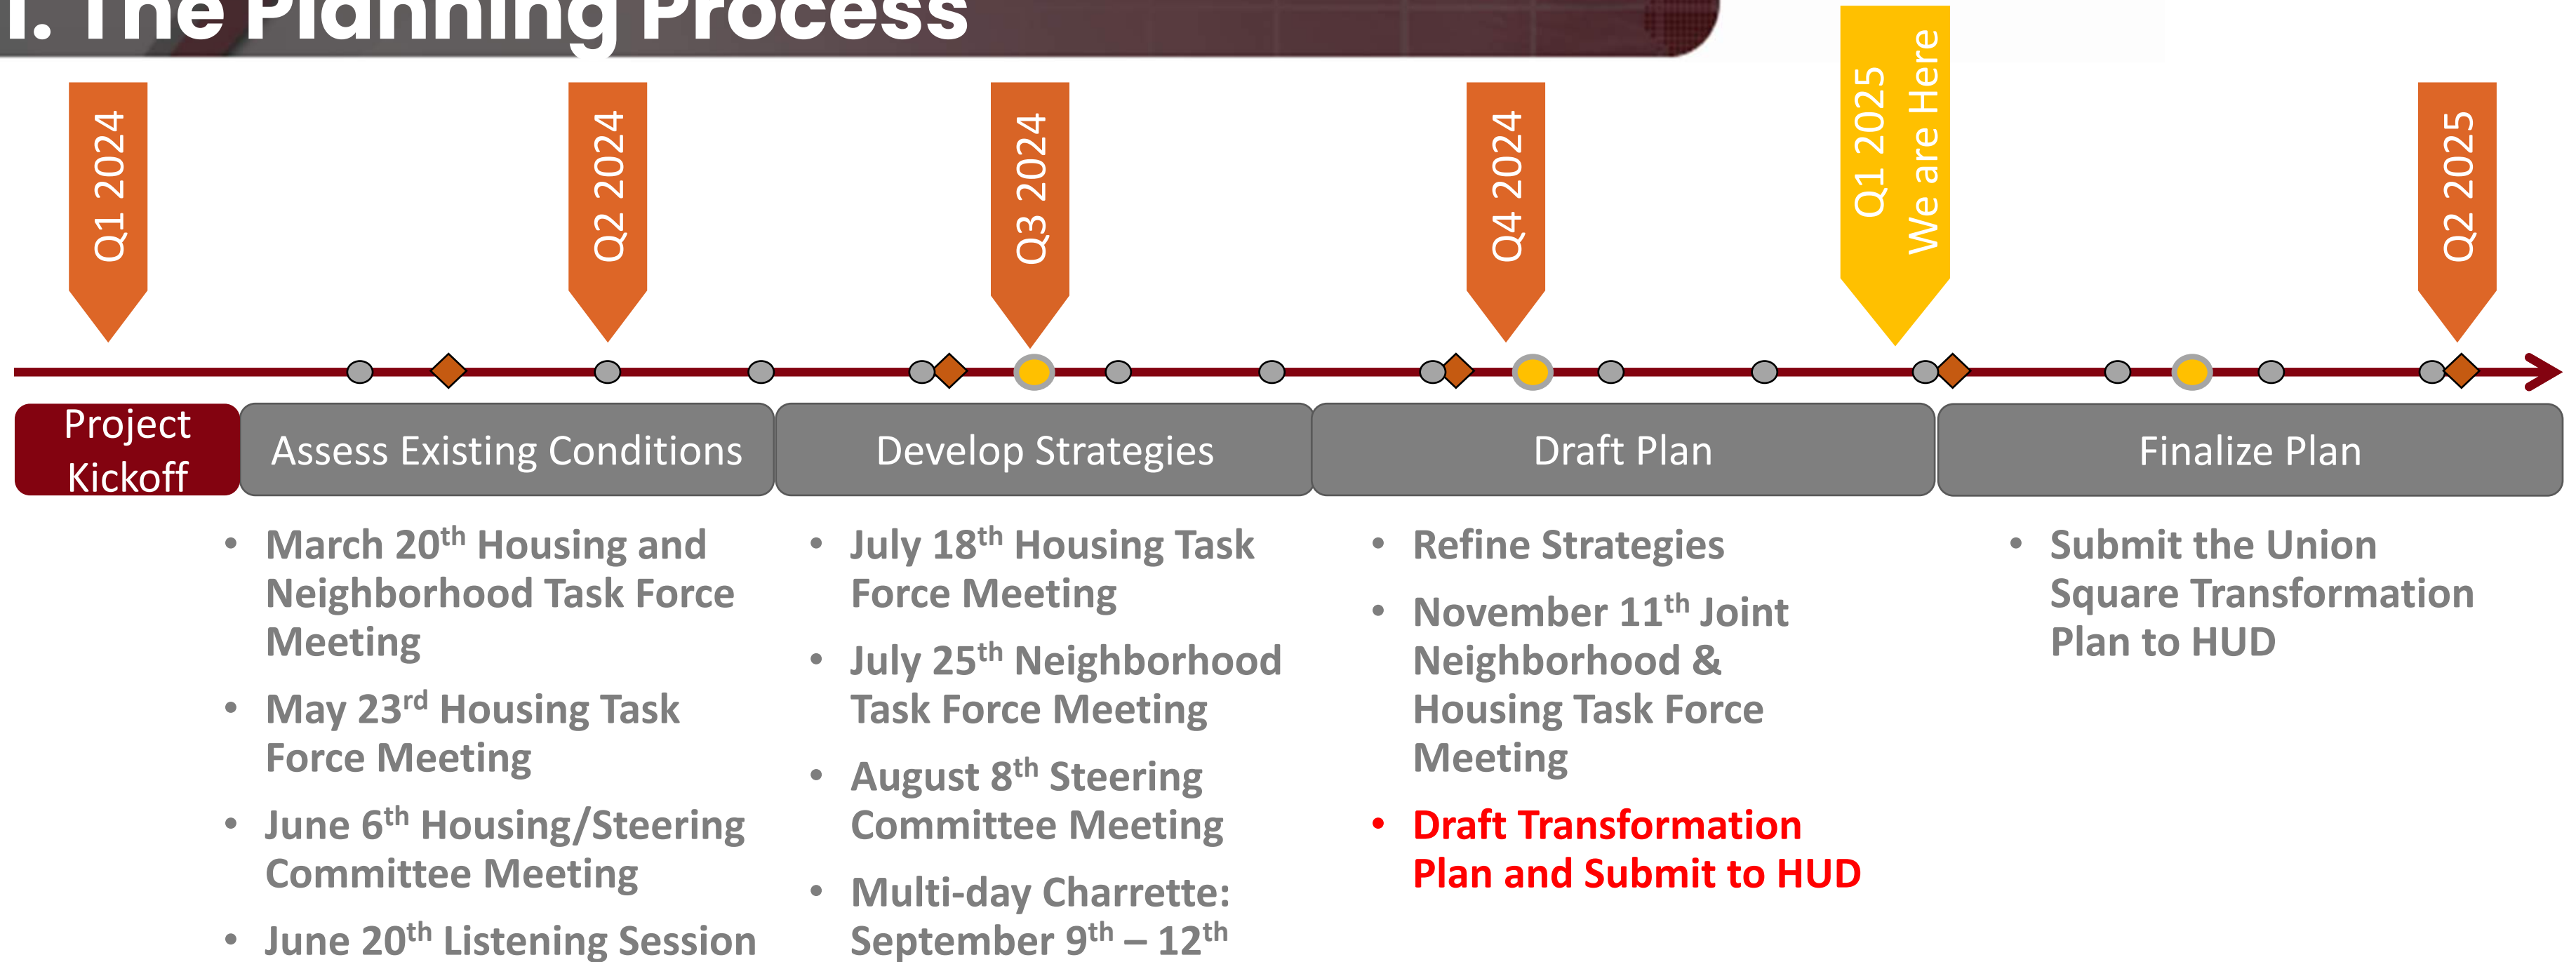 1. The Planning Process
Q1 2024
Q2 2024
Q3 2024
Q4 2024
Q1 2025
We are Here
Q2 2025
Project
Kickoff
Assess Existing Conditions
Develop Strategies
Draft Plan
Finalize Plan
• March 20th Housing and
Neighborhood Task Force
Meeting
• May 23rd Housing Task
Force Meeting
• June 6th Housing/Steering
Committee Meeting
• June 20th Listening Session
• July 18th Housing Task
Force Meeting
• July 25th Neighborhood
Task Force Meeting
• August 8th Steering
Committee Meeting
• Multi-day Charrette:
September 9th – 12th
• Refine Strategies
• November 11th Joint
Neighborhood &
Housing Task Force
Meeting
• Draft Transformation
Plan and Submit to HUD
• Submit the Union
Square Transformation
Plan to HUD